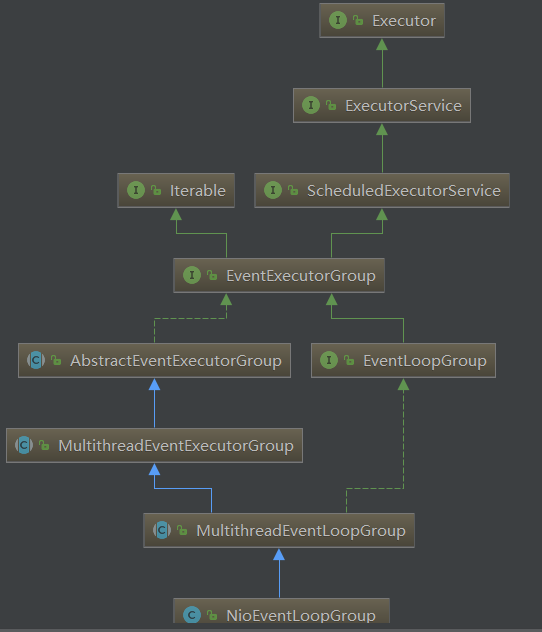 I Executor
I ExecutorService
I Iterable
I ScheduledExecutorService
I EventExecutorGroup
C AbstractEventExecutorGroup
I EventLoopGroup
C MultithreadEventExecutorGroup
C MultithreadEventLoopGroup
C NioEventLoopGroup